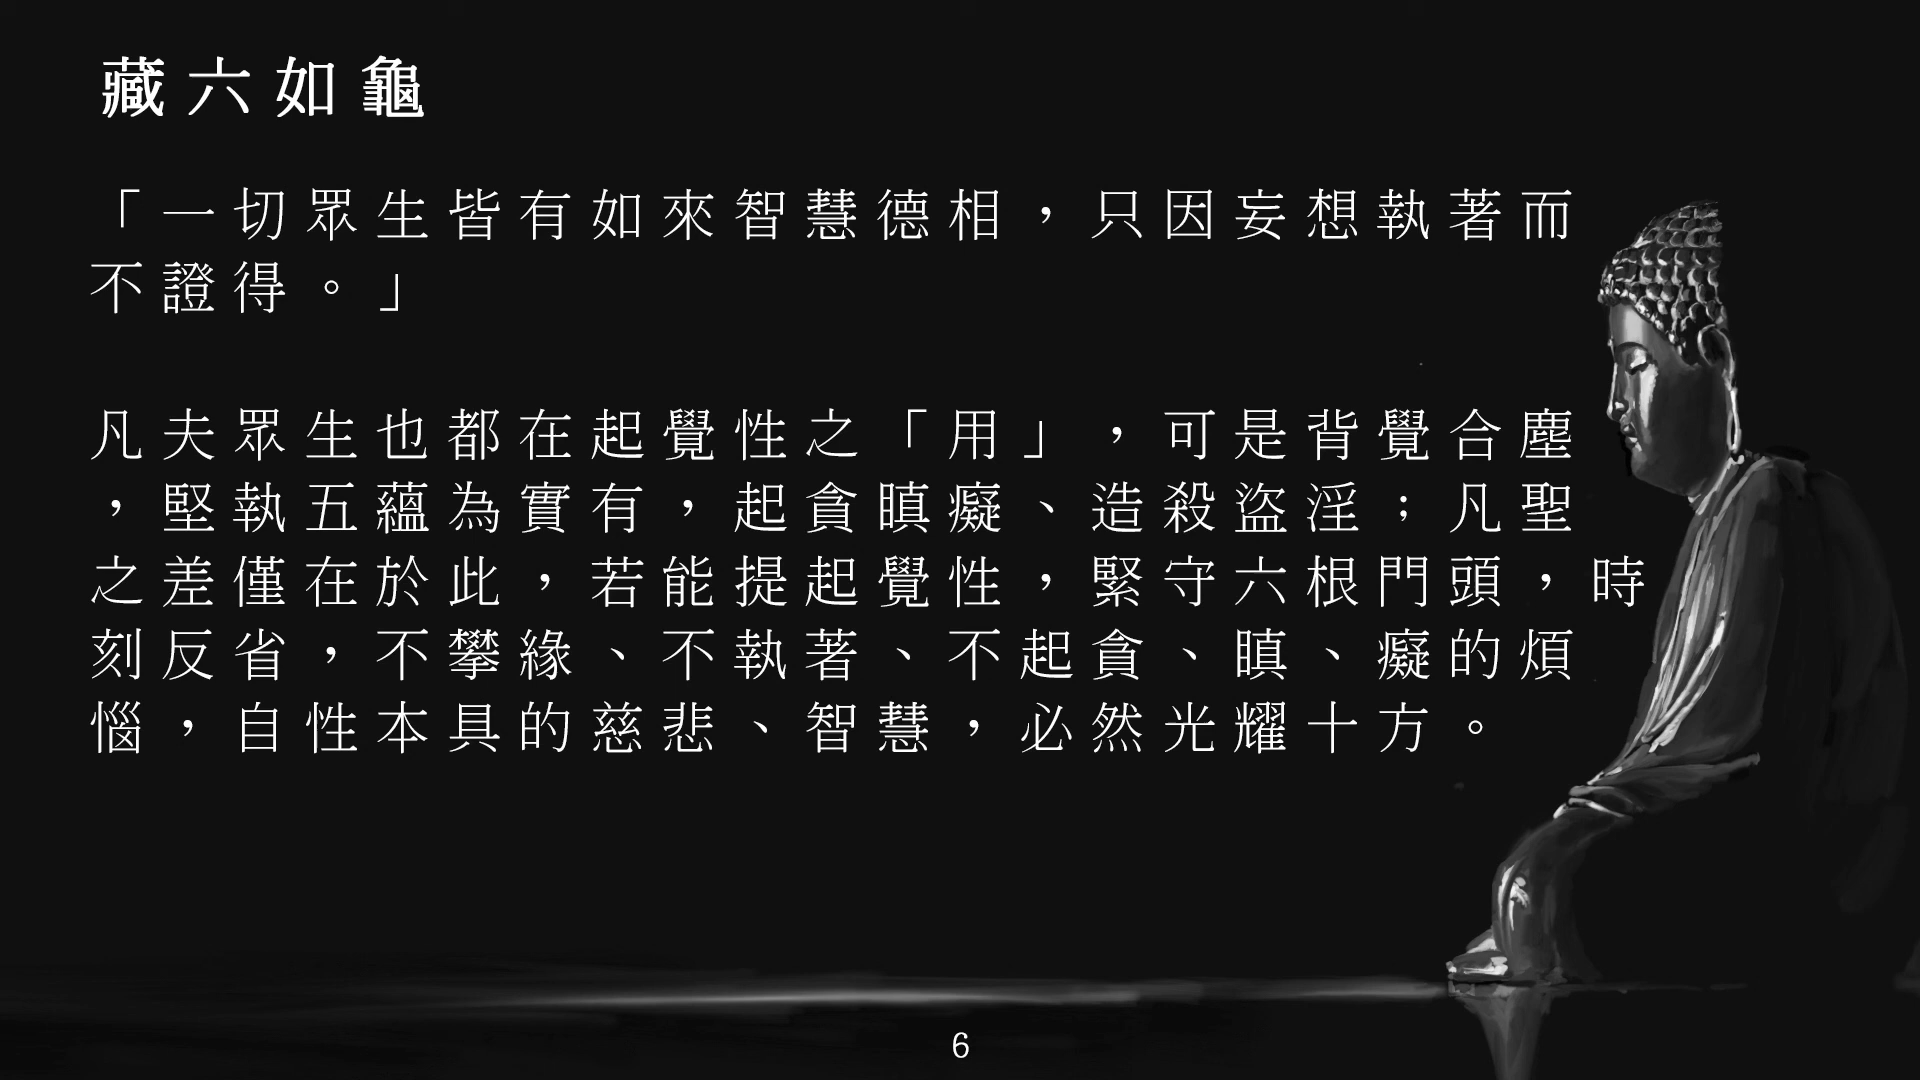 藏六如龜
「一切眾生皆有如來智慧德相，只因妄想執著而
不證得。」
凡夫眾生也都在起覺性之「用」，可是背覺合塵
，堅執五蘊為實有，起貪瞋癡、造殺盜淫；凡聖
之差僅在於此，若能提起覺性，緊守六根門頭，時
刻反省，不攀緣、不執著、不起貪、瞋、癡的煩
惱，自性本具的慈悲、智慧，必然光耀十方。
6